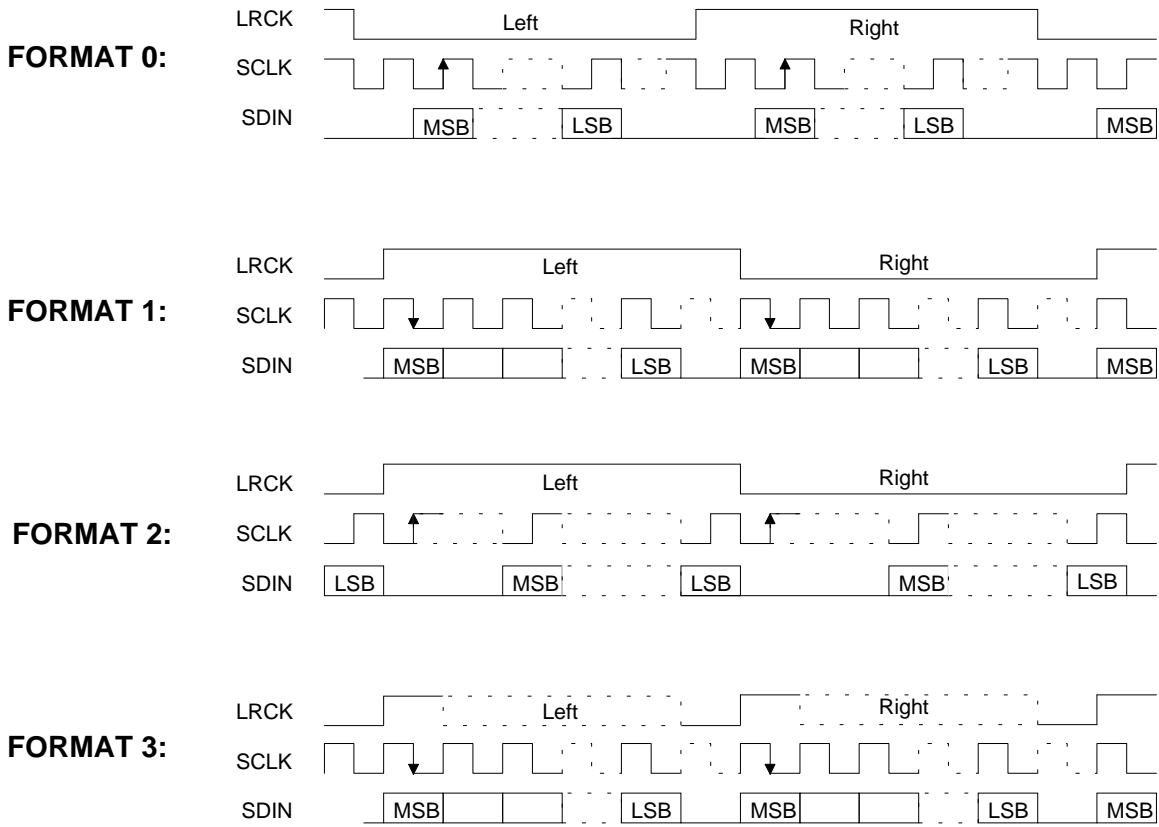 LRCK Left Right
FORMAT 0:
SCLK
SDIN MSB LSB MSB LSB MSB
LRCK Left Right
FORMAT 1:
SCLK
SDIN MSB LSB MSB LSB MSB
LRCK Left Right
FORMAT 2:
SCLK
SDIN LSB MSB LSB MSB LSB
LRCK Left Right
FORMAT 3:
SCLK
SDIN MSB LSB MSB LSB MSB